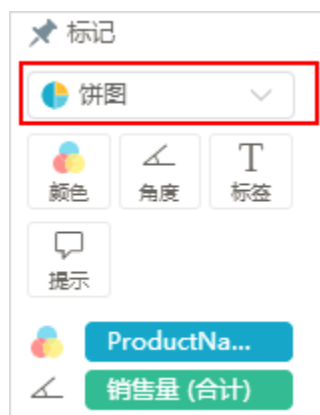 标记
饼图
颜色 角度 T 标签
提示
ProductNa...
销售量 (合计)